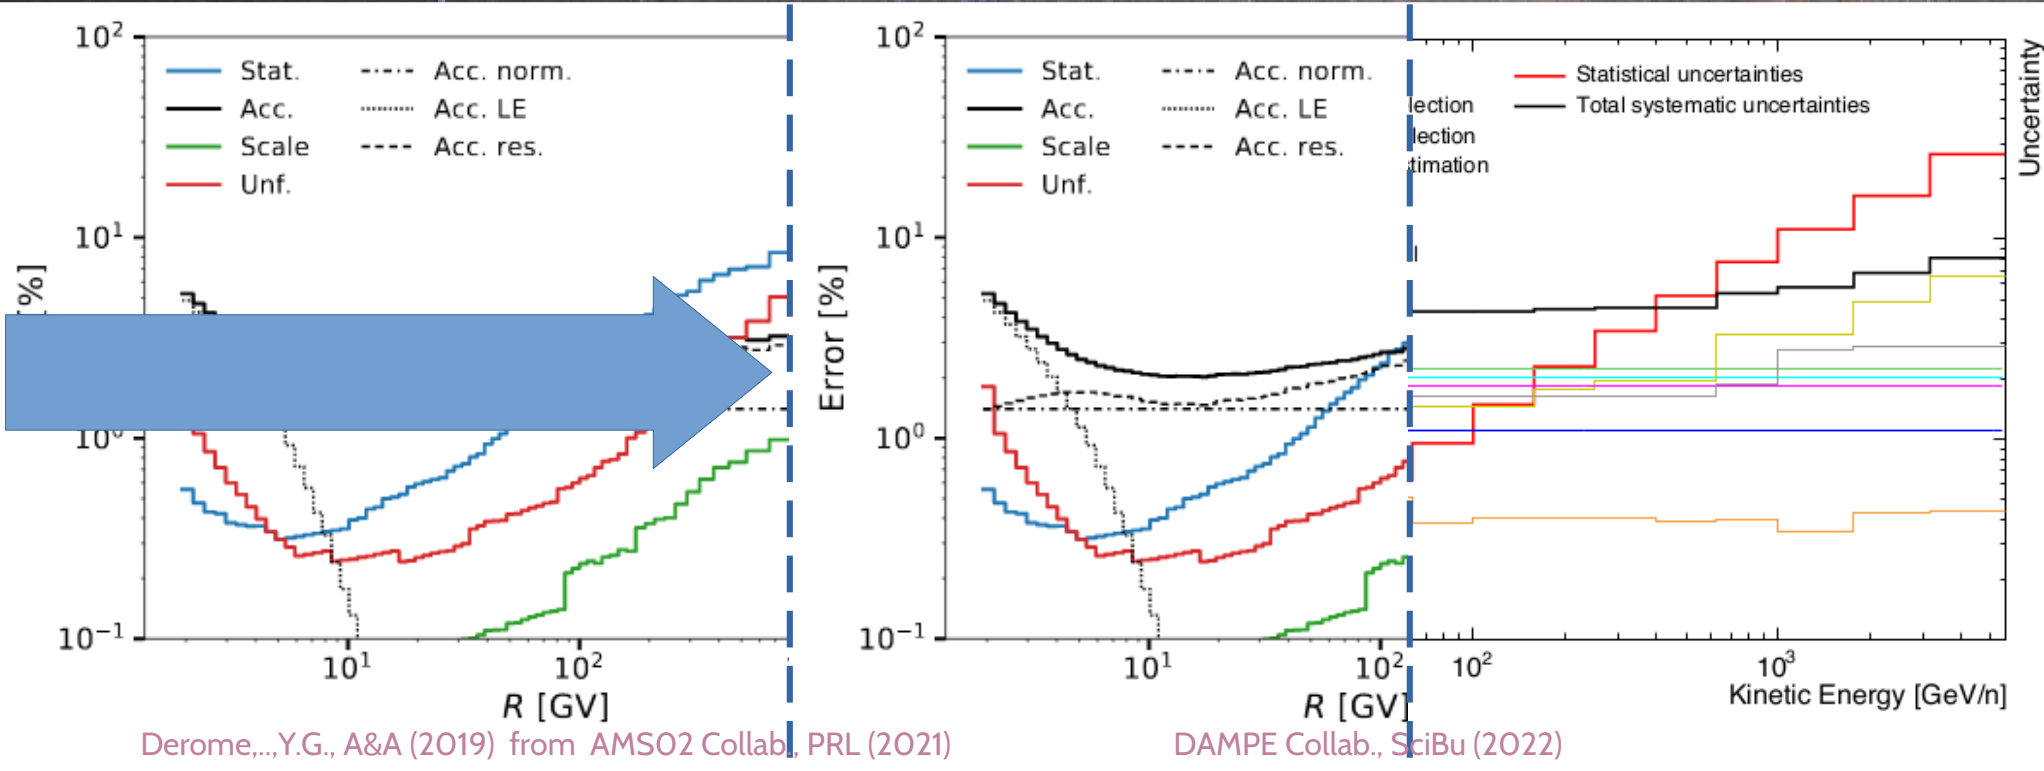 10²
Stat.
Acc.
Scale
Unf.
Acc. norm.
Acc. LE
Acc. res.
10¹
[%]
10⁰
10⁻¹
10¹
10²
R [GV]
10²
Stat.
Acc.
Scale
Unf.
Acc. norm.
Acc. LE
Acc. res.
10¹
Error [%]
10⁰
10⁻¹
10¹
10²
R [GV]
lection
lection
timation
Statistical uncertainties
Total systematic uncertainties
Uncertainty
10²
10³
Kinetic Energy [GeV/n]
Derome,..,Y.G., A&A (2019) from AMS02 Collab., PRL (2021)
DAMPE Collab., SciBu (2022)